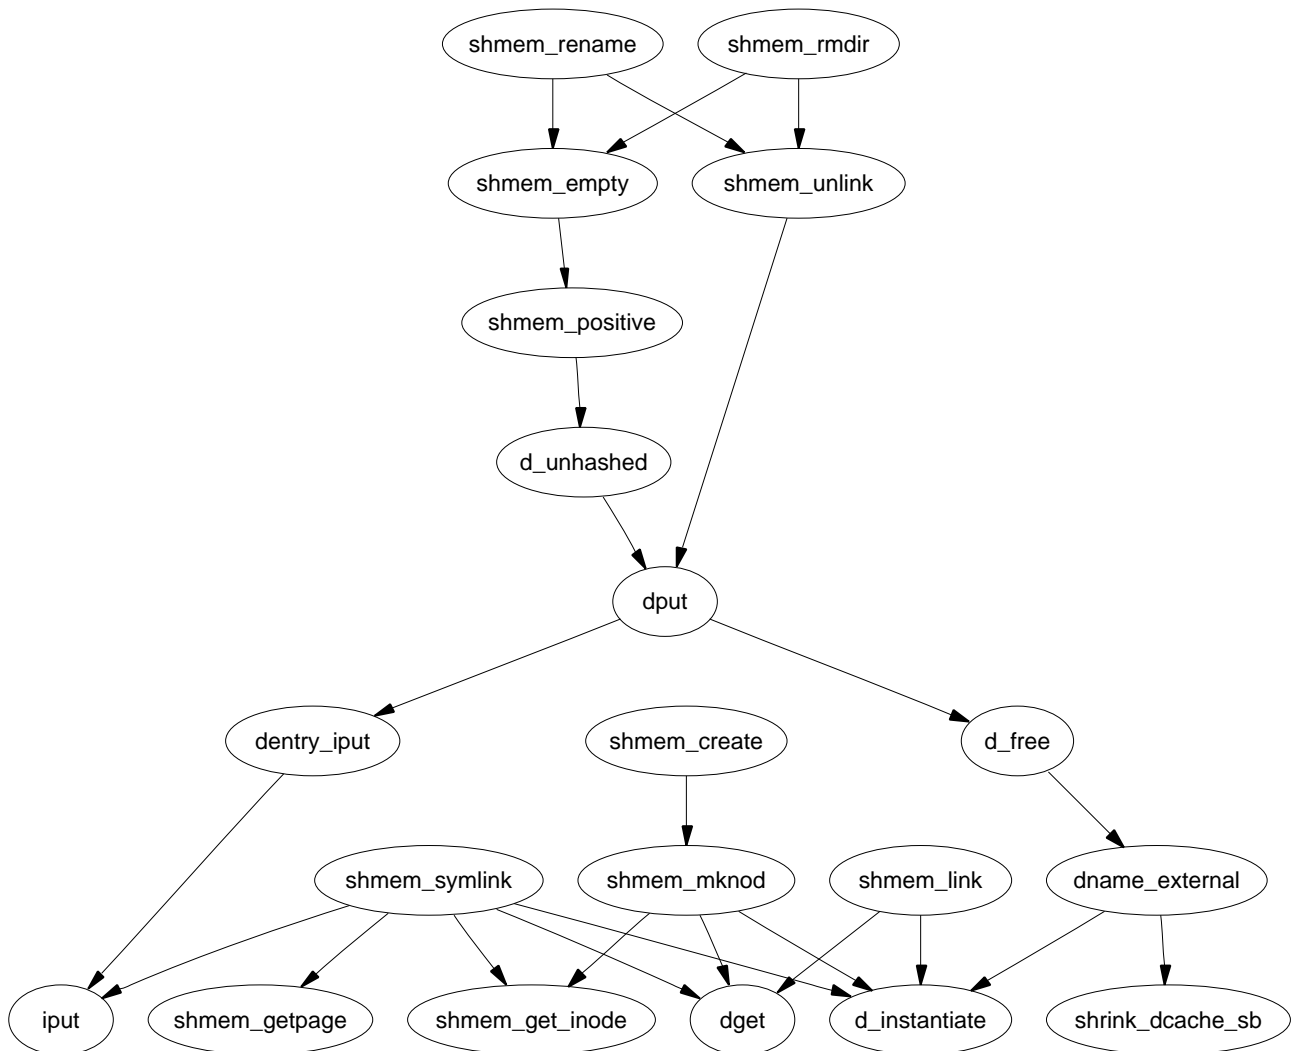 shmem_rename
shmem_rmdir
shmem_empty
shmem_unlink
shmem_positive
d_unhashed
dput
dentry_iput
shmem_create
d_free
shmem_symlink
shmem_mknod
shmem_link
dname_external
iput
shmem_getpage
shmem_get_inode
dget
d_instantiate
shrink_dcache_sb